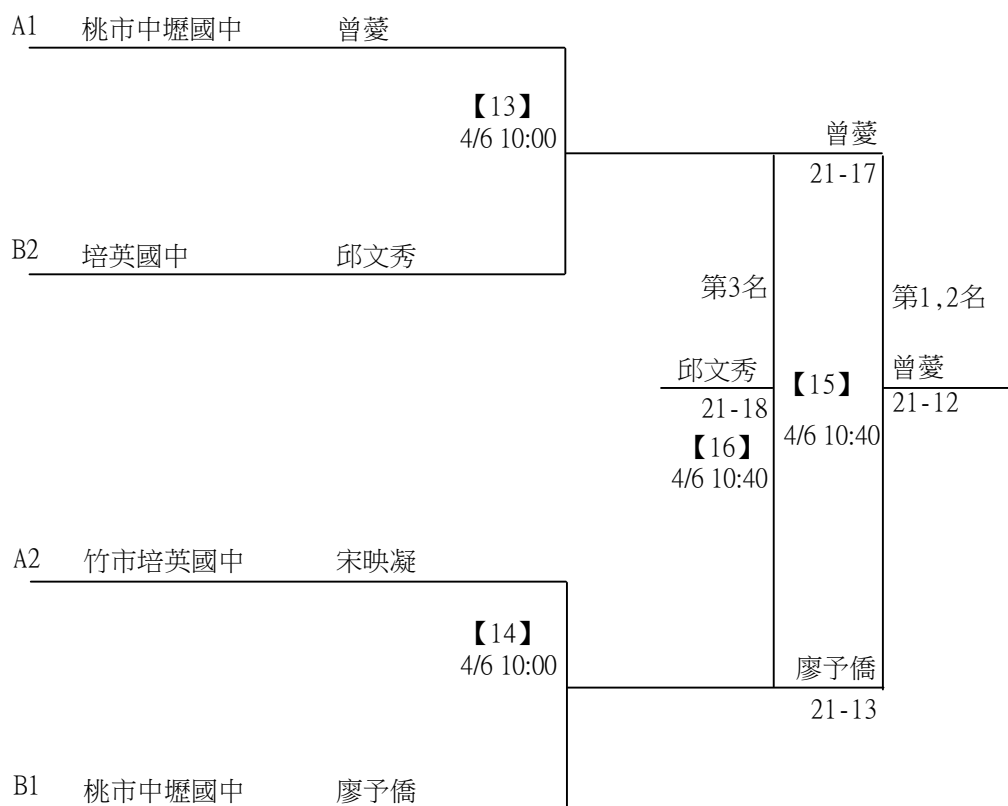 A1 桃市中壢國中 曾薆
【13】
4/6 10:00
曾薆
21-17
B2 培英國中 邱文秀
第3名
第1,2名
邱文秀
21-18
【16】
4/6 10:40
【15】
4/6 10:40
曾薆
21-12
A2 竹市培英國中 宋映凝
【14】
4/6 10:00
廖予僑
21-13
B1 桃市中壢國中 廖予僑